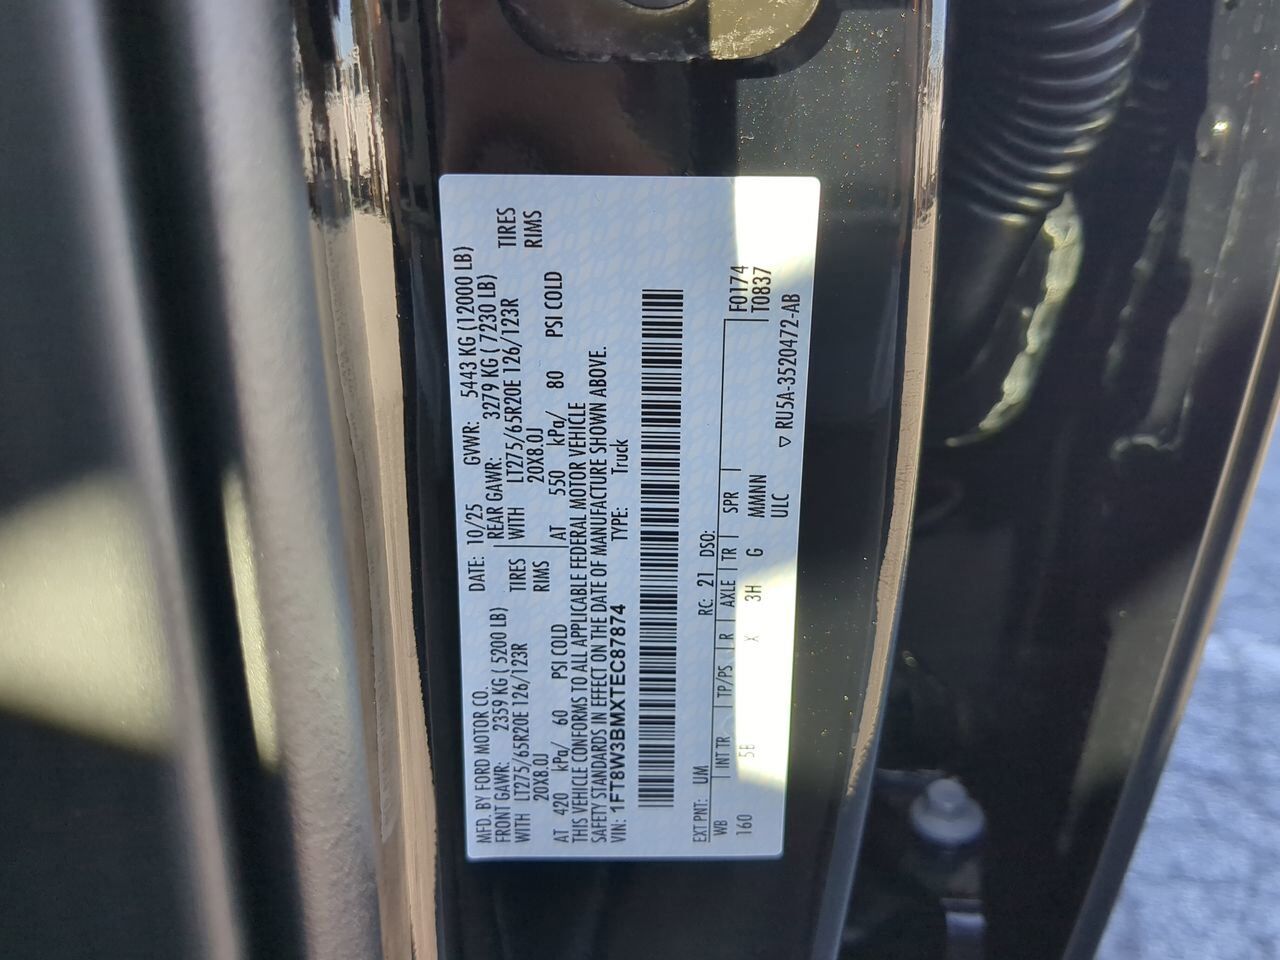 MFD. BY FORD MOTOR CO. DATE: 10/25 GVWR: 5443 KG (12000 LB)
FRONT GAWR: 2359 KG ( 5200 LB) REAR GAWR: 3279 KG ( 7230 LB)
WITH LT275/65R20E 126/123R TIRES WITH LT275/65R20E 126/123R TIRES
20X8.0J RIMS 20X8.0J RIMS
AT 420 kPa/ 60 PSI COLD AT 550 kPa/ 80 PSI COLD
THIS VEHICLE CONFORMS TO ALL APPLICABLE FEDERAL MOTOR VEHICLE
SAFETY STANDARDS IN EFFECT ON THE DATE OF MANUFACTURE SHOWN ABOVE.
VIN: 1FT8W3BMXTEC87874 TYPE: Truck
EXT PNT: UM RC: 21 DSO:
WB INT TR TP/PS R AXLE TR SPR F0174
160 5B X 3H G MMNN T0837
ULC
▽ RU5A-3520472-AB